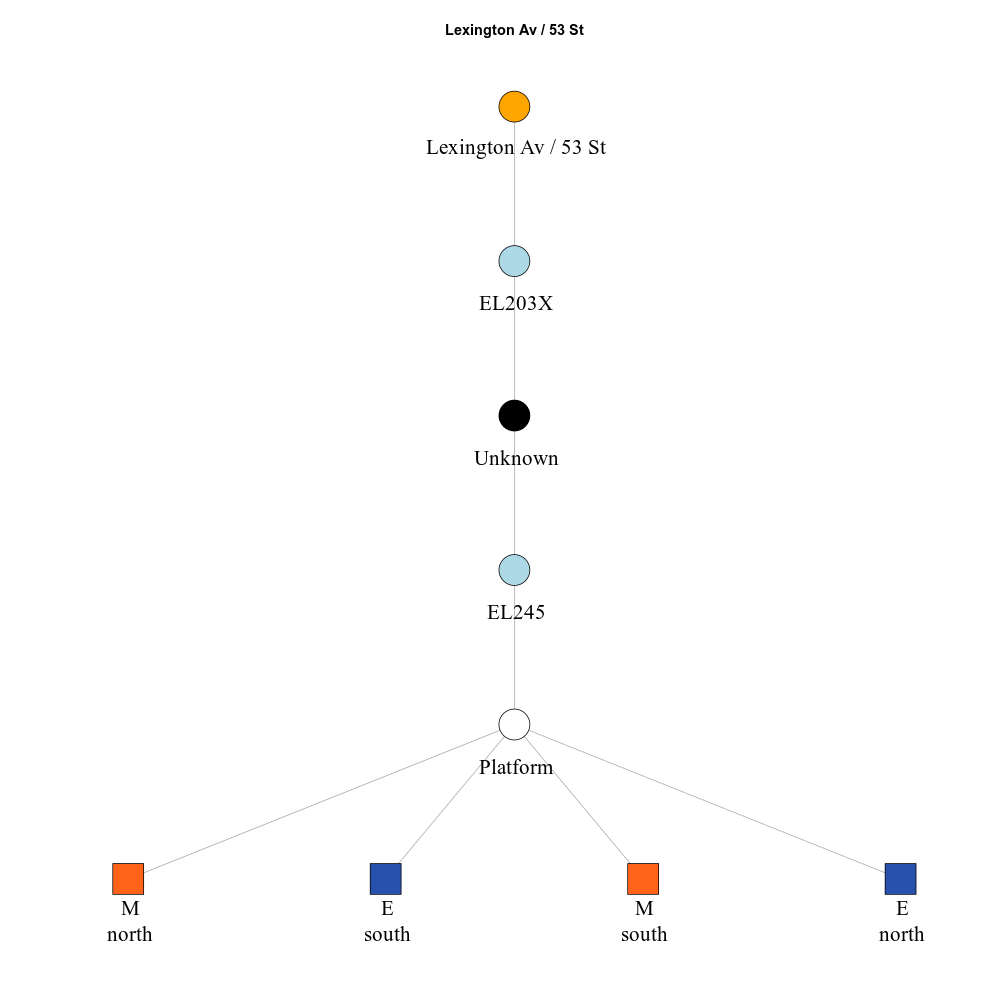 Lexington Av / 53 St
Lexington Av / 53 St
EL203X
Unknown
EL245
Platform
M
north
E
south
M
south
E
north